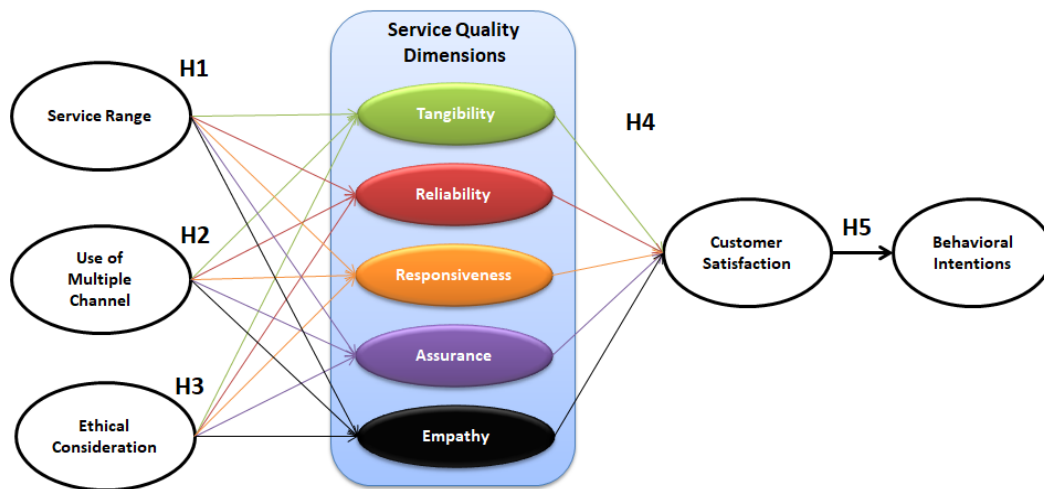 Service Quality
Dimensions
H1
Service Range
H2
Use of
Multiple
Channel
H3
Ethical
Consideration
Tangibility
Reliability
Responsiveness
Assurance
Empathy
H4
Customer
Satisfaction
H5
Behavioral
Intentions